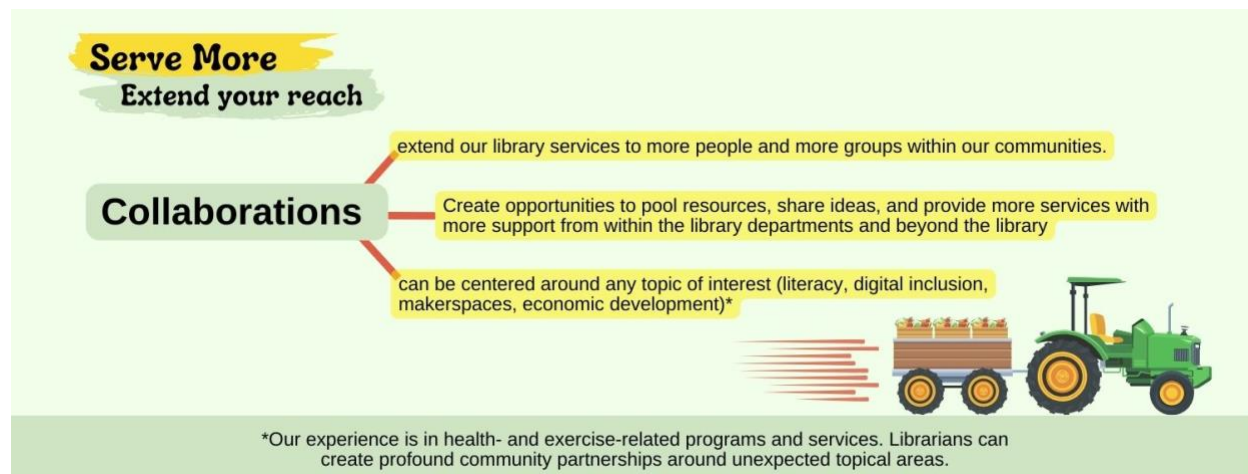 Serve More
Extend your reach
extend our library services to more people and more groups within our communities.
Collaborations
Create opportunities to pool resources, share ideas, and provide more services with
more support from within the library departments and beyond the library
can be centered around any topic of interest (literacy, digital inclusion,
makerspaces, economic development)*
*Our experience is in health- and exercise-related programs and services. Librarians can
create profound community partnerships around unexpected topical areas.